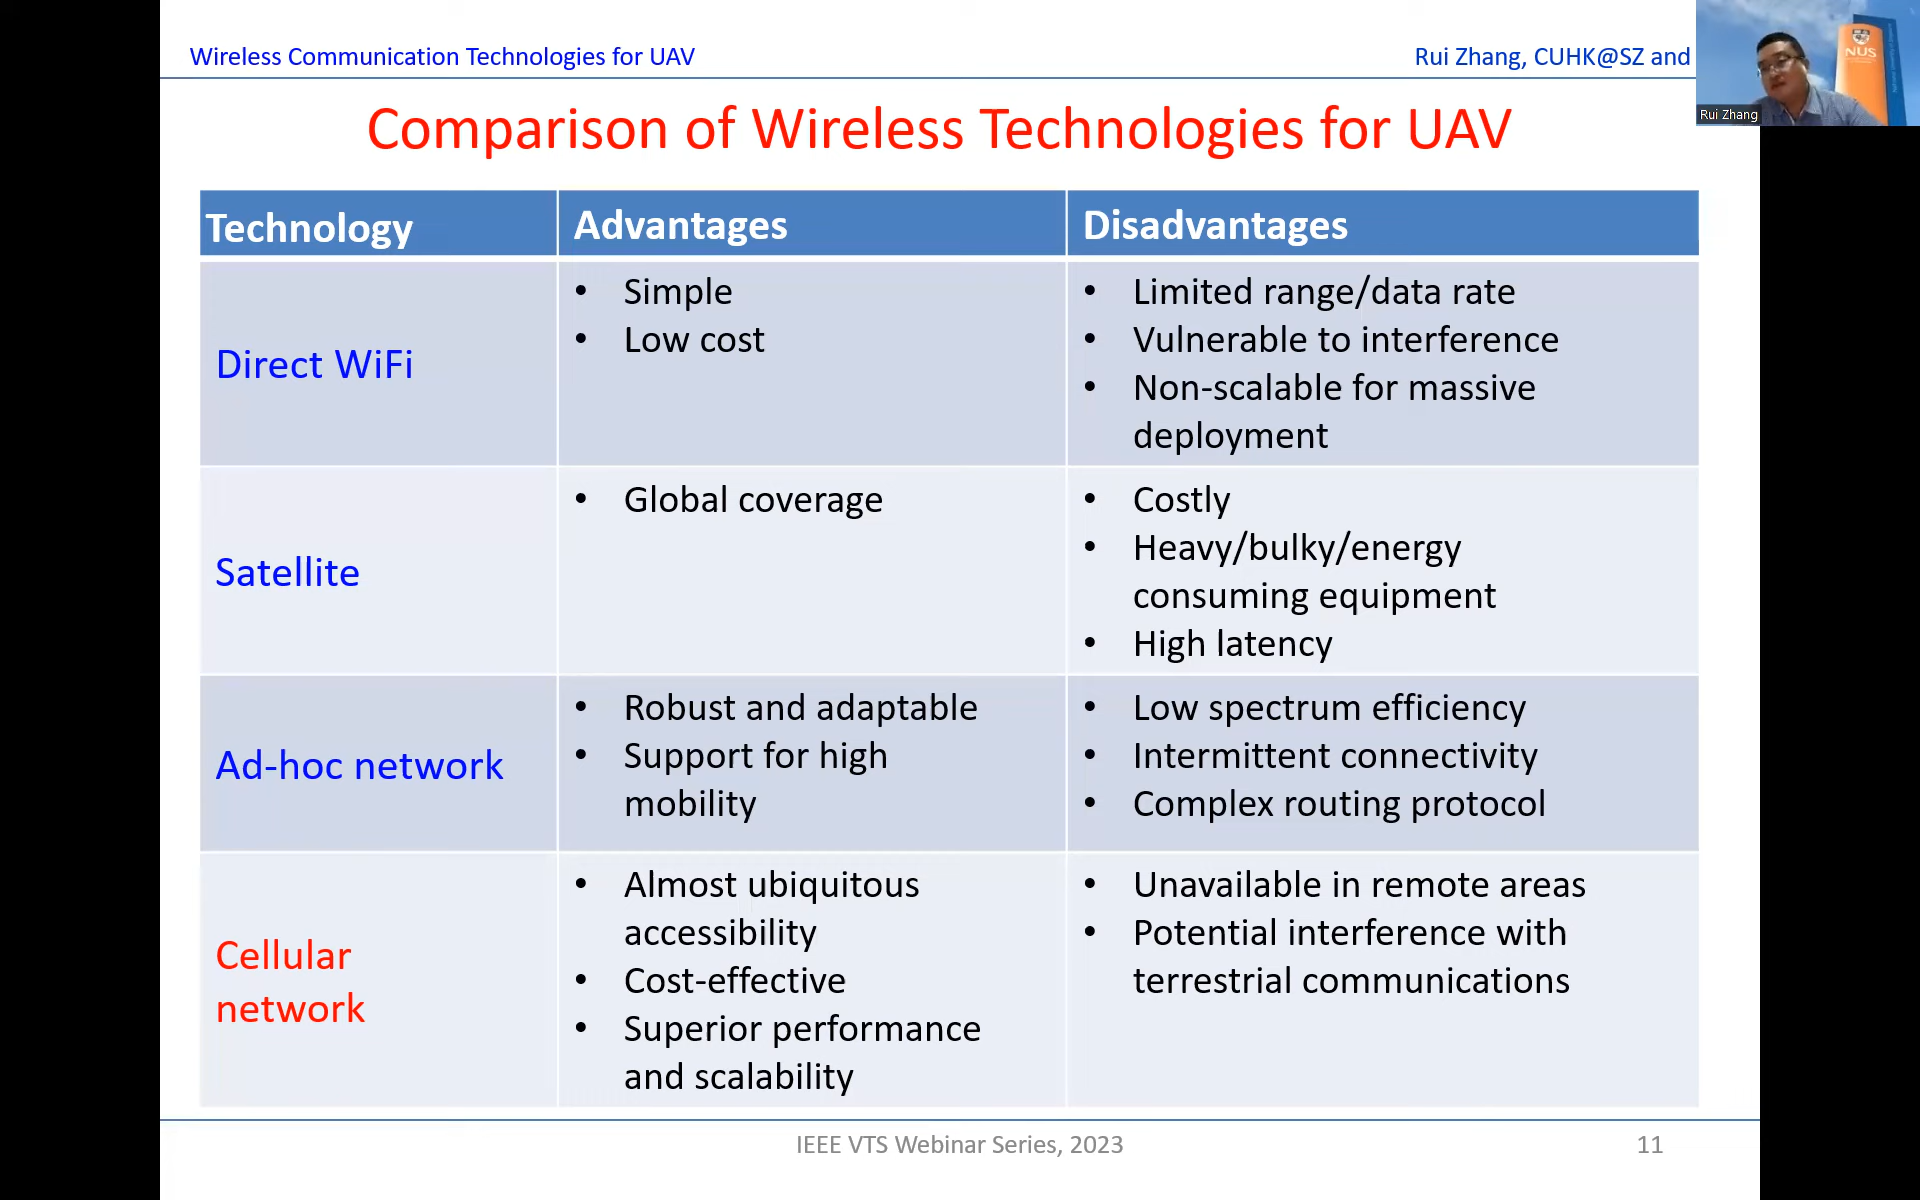 Wireless Communication Technologies for UAV
Rui Zhang, CUHK@SZ and
NUS
Rui Zhang
Comparison of Wireless Technologies for UAV
Technology
Advantages
Disadvantages
Direct WiFi
• Simple
• Low cost
• Limited range/data rate
• Vulnerable to interference
• Non-scalable for massive
deployment
Satellite
• Global coverage
• Costly
• Heavy/bulky/energy
consuming equipment
• High latency
Ad-hoc network
• Robust and adaptable
• Support for high
mobility
• Low spectrum efficiency
• Intermittent connectivity
• Complex routing protocol
Cellular
network
• Almost ubiquitous
accessibility
• Cost-effective
• Superior performance
and scalability
• Unavailable in remote areas
• Potential interference with
terrestrial communications
IEEE VTS Webinar Series, 2023
11